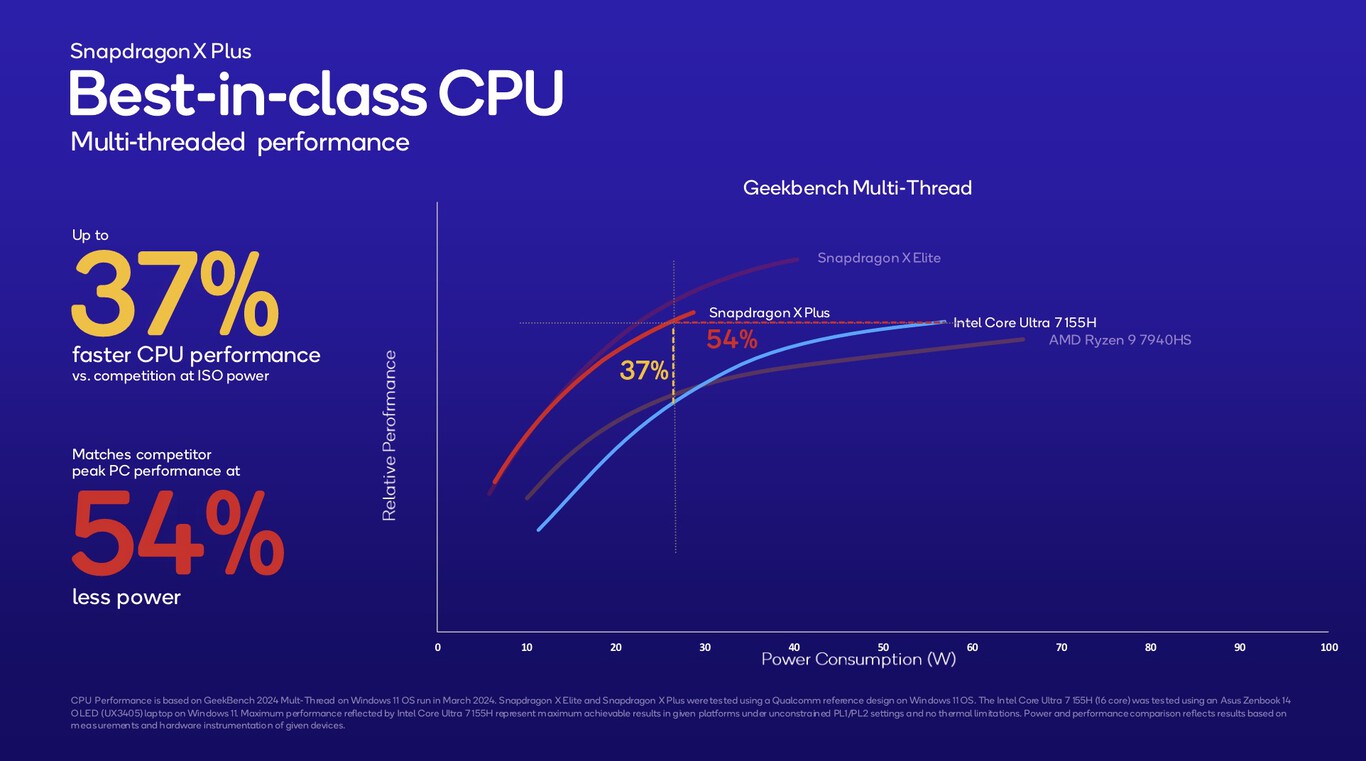 Snapdragon X Plus
Best-in-class CPU
Multi-threaded performance
Up to
37%
faster CPU performance
vs. competition at ISO power
Matches competitor
peak PC performance at
54%
less power
Geekbench Multi-Thread
Relative Perofrmance
Snapdragon X Elite
Snapdragon X Plus
Intel Core Ultra 7 155H
54%
AMD Ryzen 9 7940HS
37%
0 10 20 30 40 50 60 70 80 90 100
Power Consumption (W)
CPU Performance is based on GeekBench 2024 Mult-Thread on Windows 11 OS run in March 2024. Snapdragon X Elite and Snapdragon X Plus were tested using a Qualcomm reference design on Windows 11 OS. The Intel Core Ultra 7 155H (16 core) was tested using an Asus Zenbook 14
OLED (UX3405) laptop on Windows 11. Maximum performance reflected by Intel Core Ultra 7 155H represent maximum achievable results in given platforms under unconstrained PL1/PL2 settings and no thermal limitations. Power and performance comparison reflects results based on
measurements and hardware instrumentation of given devices.